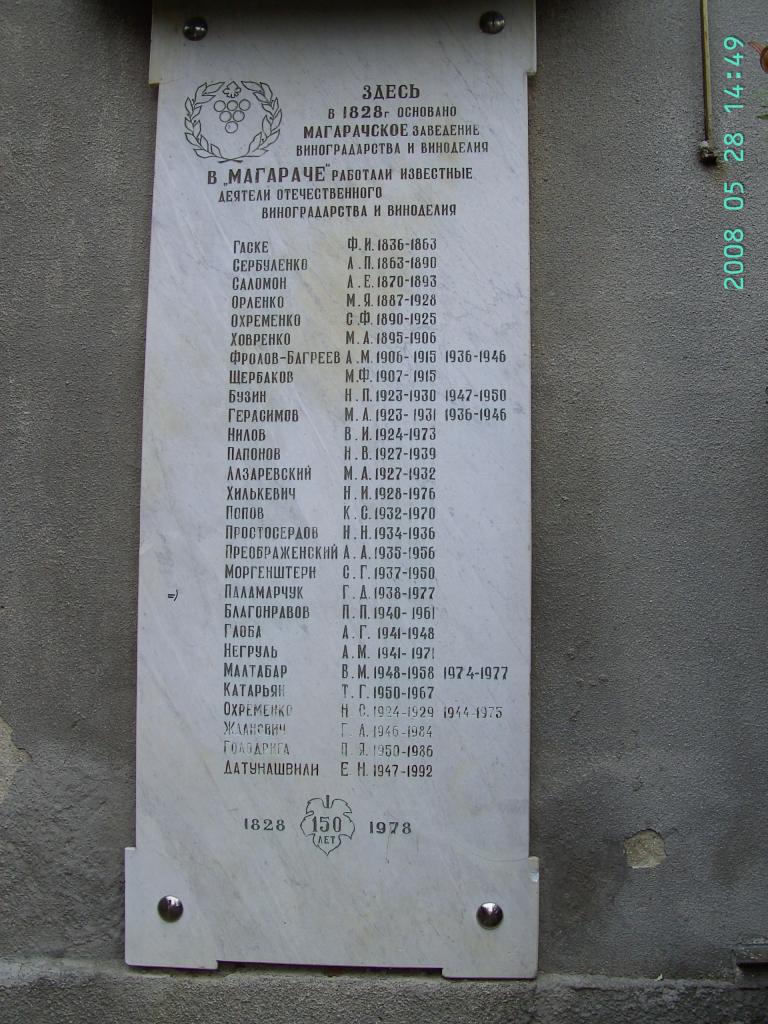 ЗДЕСЬ
В 1828г ОСНОВАНО
МАГАРАЧСКОЕ ЗАВЕДЕНИЕ
ВИНОГРАДАРСТВА И ВИНОДЕЛИЯ
В „МАГАРАЧЕ" РАБОТАЛИ ИЗВЕСТНЫЕ
ДЕЯТЕЛИ ОТЕЧЕСТВЕННОГО
ВИНОГРАДАРСТВА И ВИНОДЕЛИЯ
ГАСКЕ Ф.И. 1836-1863
СЕРБУЛЕНКО А.П. 1863-1890
САЛОМОН А.Е. 1870-1893
ОРЛЕНКО М.Я. 1887-1928
ОХРЕМЕНКО С.Ф. 1890-1925
ХОВРЕНКО М.А. 1895-1906
ФРОЛОВ-БАГРЕЕВ А.М. 1906-1915 1936-1946
ЩЕРБАКОВ М.Ф. 1907-1915
БУЗИН Н.П. 1923-1930 1947-1950
ГЕРАСИМОВ М.А. 1923-1931 1936-1946
НИЛОВ В.И. 1924-1973
ПАПОНОВ Н.В. 1927-1939
ЛАЗАРЕВСКИЙ М.А. 1927-1932
ХИЛЬКЕВИЧ Н.И. 1928-1976
ПОПОВ К.С. 1932-1970
ПРОСТОСЕРДОВ Н.Н. 1934-1936
ПРЕОБРАЖЕНСКИЙ А.А. 1935-1956
МОРГЕНШТЕРН С.Г. 1937-1950
=) ПАЛАМАРЧУК Г.Д. 1938-1977
БЛАГОНРАВОВ П.П. 1940-1961
ГЛОБА А.Г. 1941-1948
НЕГРУЛЬ А.М. 1941-1971
МАЛТАБАР В.М. 1948-1958 1974-1977
КАТАРЬЯН Т.Г. 1950-1967
ОХРЕМЕНКО Н.С. 1924-1929 1944-1975
ЖДАНОВИЧ Г.А. 1946-1984
ГОЛОДРИГА П.Я. 1950-1986
ДАТУНАШВИЛИ Е.Н. 1947-1992
1828 150 ЛЕТ 1978
2008 05 28 14:49